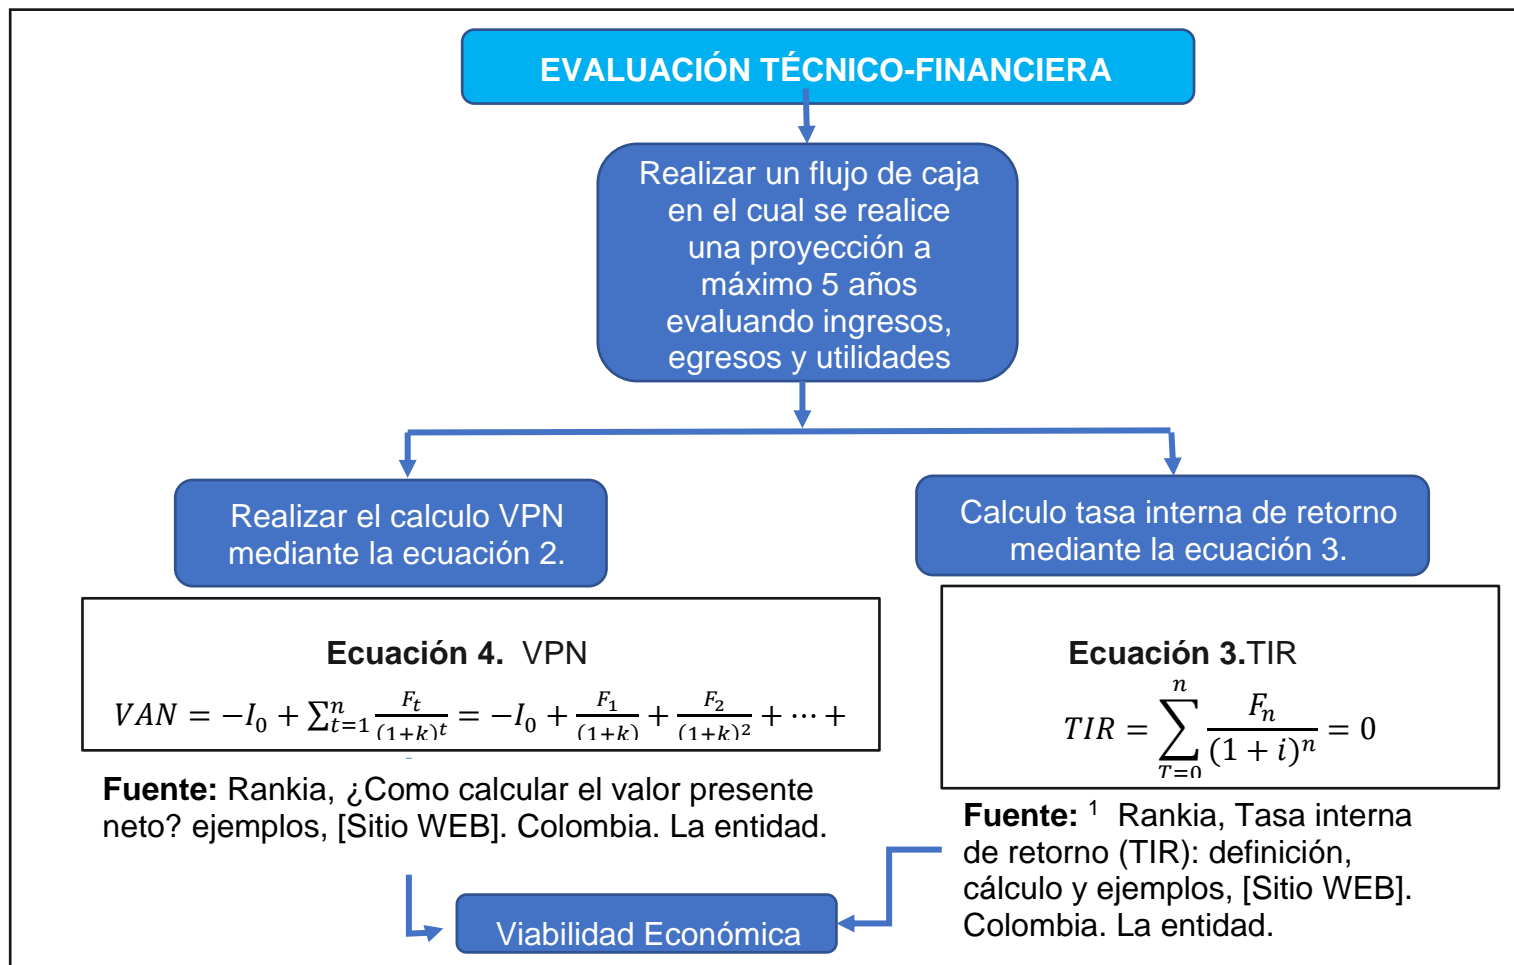 EVALUACIÓN TÉCNICO-FINANCIERA
Realizar un flujo de caja
en el cual se realice
una proyección a
máximo 5 años
evaluando ingresos,
egresos y utilidades
Realizar el calculo VPN
mediante la ecuación 2.
Calculo tasa interna de retorno
mediante la ecuación 3.
Ecuación 4. VPN
VAN = −I₀ + ∑ⁿₜ₌₁ Fₜ/(1+k)ᵗ = −I₀ + F₁/(1+k) + F₂/(1+k)² + ⋯ +
Fuente: Rankia, ¿Como calcular el valor presente
neto? ejemplos, [Sitio WEB]. Colombia. La entidad.
Ecuación 3.TIR
TIR = ∑ⁿ_T=0 Fₙ/(1 + i)ⁿ = 0
Fuente: ¹ Rankia, Tasa interna
de retorno (TIR): definición,
cálculo y ejemplos, [Sitio WEB].
Colombia. La entidad.
Viabilidad Económica